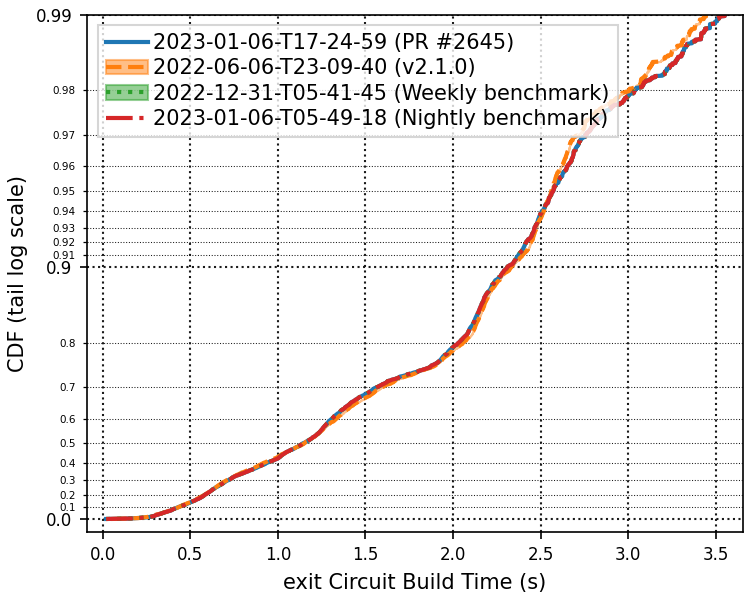 0.99
2023-01-06-T17-24-59 (PR #2645)
2022-06-06-T23-09-40 (v2.1.0)
2022-12-31-T05-41-45 (Weekly benchmark)
2023-01-06-T05-49-18 (Nightly benchmark)
0.98
0.97
0.96
0.95
0.94
0.93
0.92
0.91
0.9
0.8
0.7
0.6
0.5
0.4
0.3
0.2
0.1
0.0
CDF (tail log scale)
0.0 0.5 1.0 1.5 2.0 2.5 3.0 3.5
exit Circuit Build Time (s)